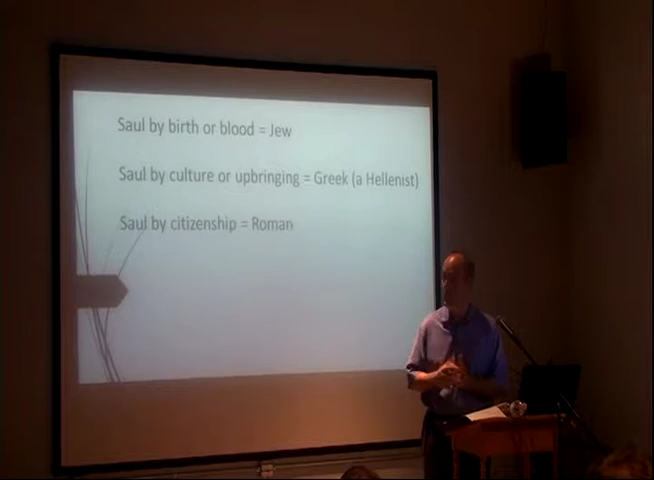 Saul by birth or blood = Jew
Saul by culture or upbringing = Greek (a Hellenist)
Saul by citizenship = Roman